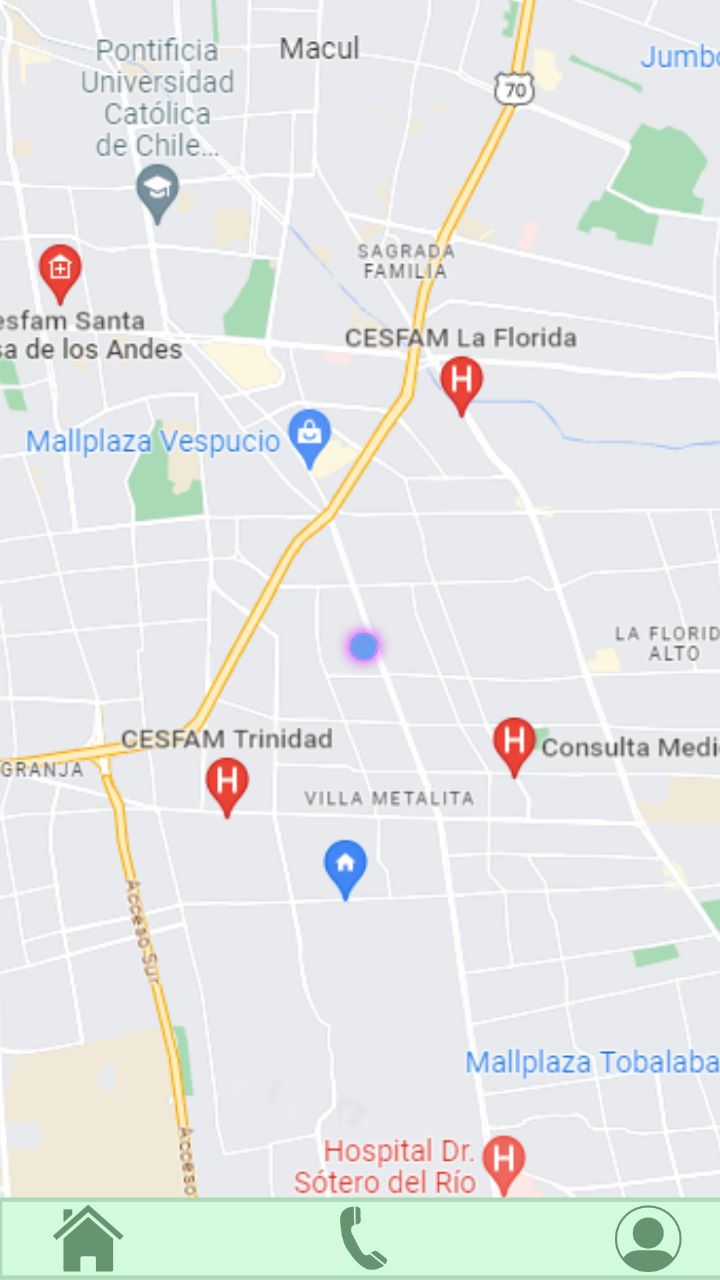 Pontificia
Universidad
Católica
de Chile...
Macul
Jumbo
70
SAGRADA
FAMILIA
esfam Santa
sa de los Andes
CESFAM La Florida
H
Mallplaza Vespucio
LA FLORID
ALTO
CESFAM Trinidad
H
H
Consulta Medi
GRANJA
VILLA METALITA
Acceso Sur
Mallplaza Tobalaba
Acceso
Hospital Dr.
Sótero del Río
H